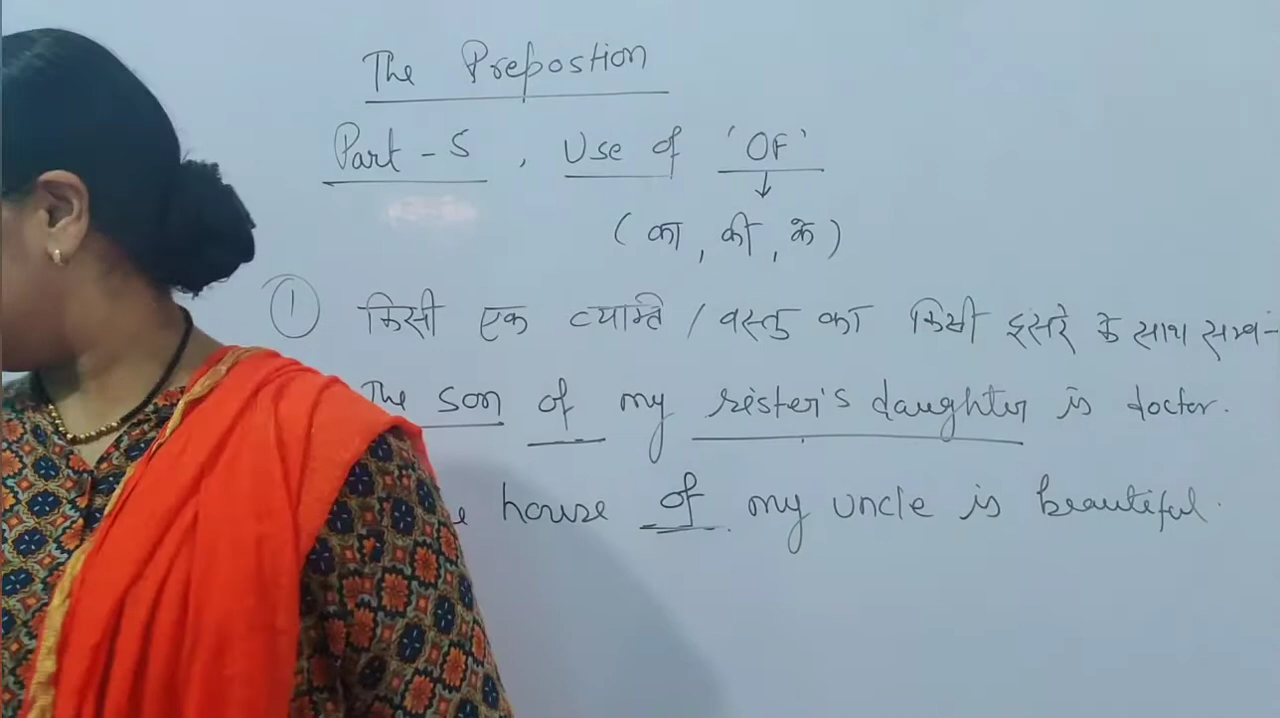 The Prepostion
Part - 5 , Use of 'OF'
(का, की, के)
① किसी एक व्यक्ति / वस्तु का किसी दूसरे के साथ
The son of my sister's daughter is doctor.
house of my uncle is beautiful.